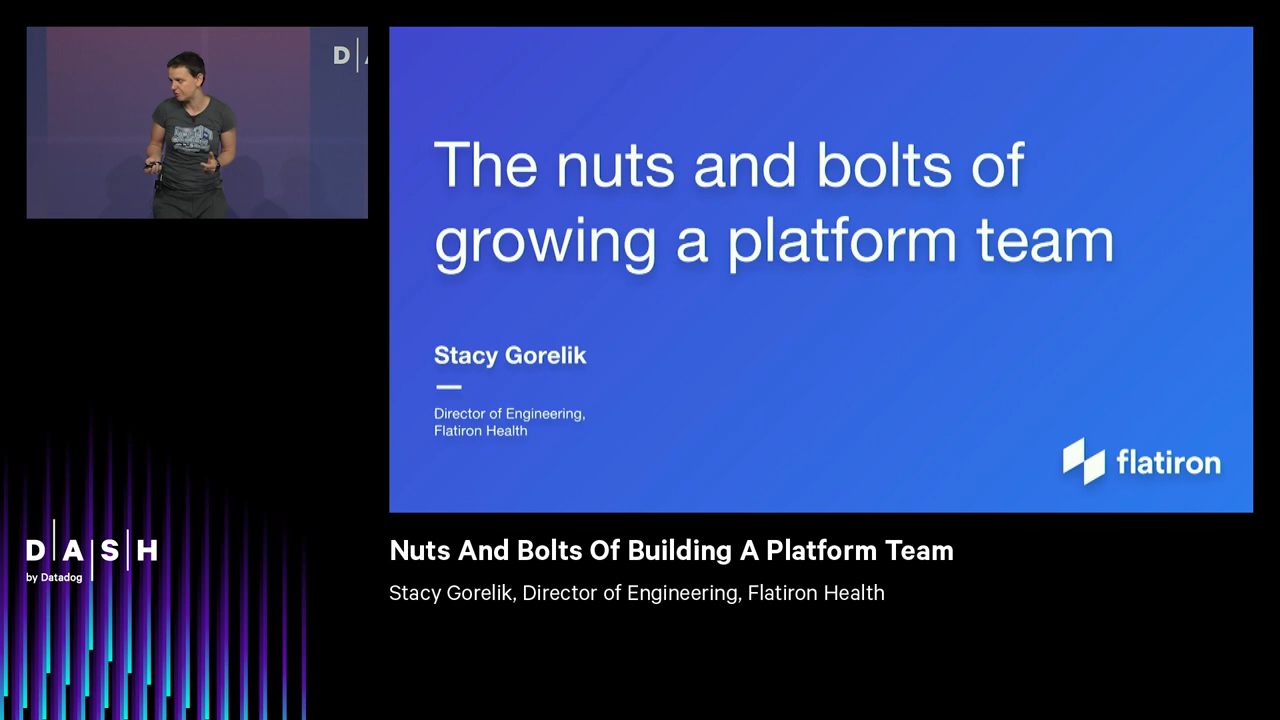 D
The nuts and bolts of
growing a platform team
Stacy Gorelik
Director of Engineering,
Flatiron Health
flatiron
D|A|S|H
by Datadog
Nuts And Bolts Of Building A Platform Team
Stacy Gorelik, Director of Engineering, Flatiron Health